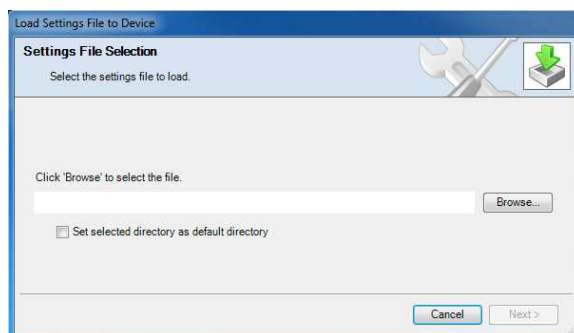 Load Settings File to Device
Settings File Selection
Select the settings file to load.
Click 'Browse' to select the file.
Browse...
Set selected directory as default directory
Cancel
Next >